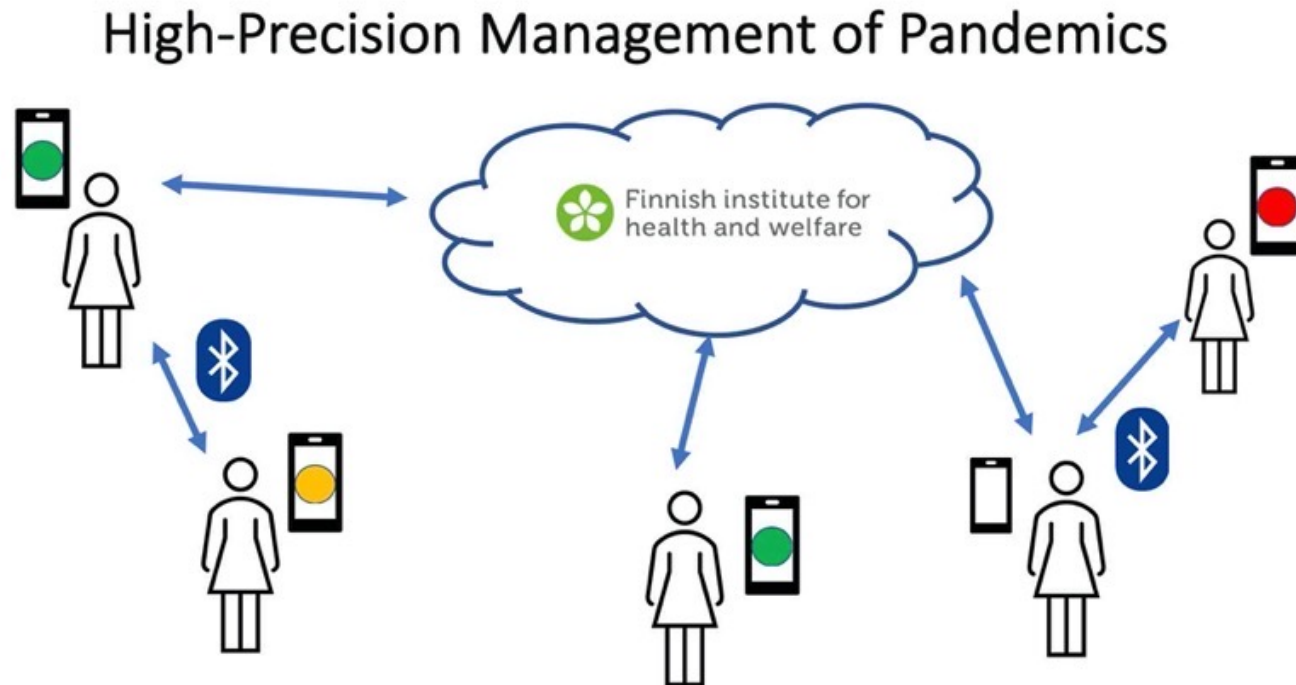 High-Precision Management of Pandemics
Finnish institute for
health and welfare